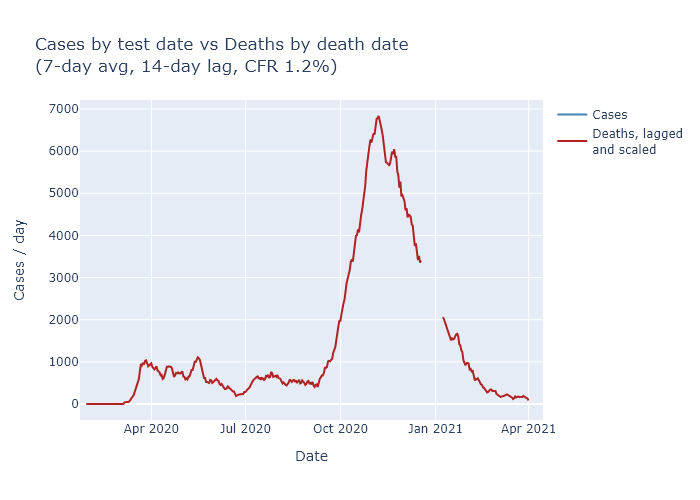 Cases by test date vs Deaths by death date
(7-day avg, 14-day lag, CFR 1.2%)
Cases
Deaths, lagged
and scaled
7000
6000
5000
4000
3000
2000
1000
0
Cases / day
Apr 2020
Jul 2020
Oct 2020
Jan 2021
Apr 2021
Date